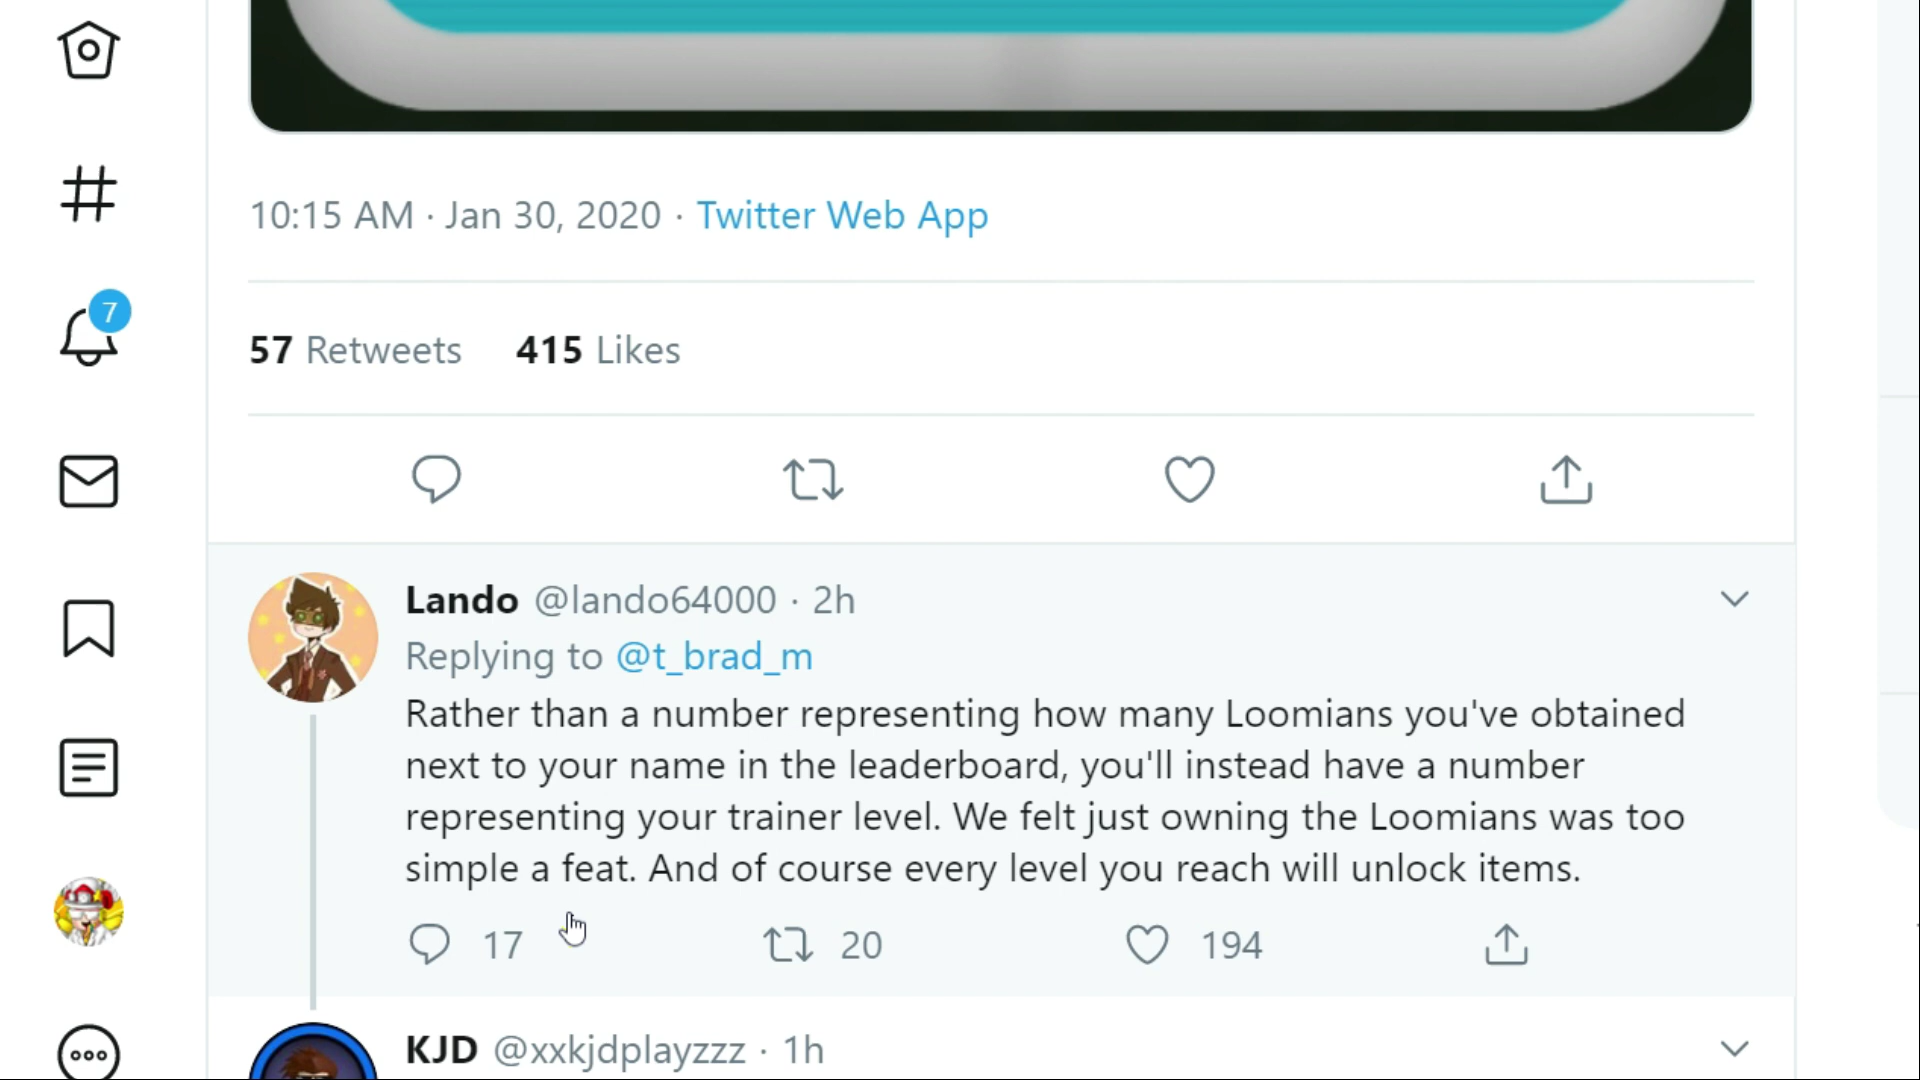 10:15 AM · Jan 30, 2020 · Twitter Web App
7
57 Retweets 415 Likes
Lando @lando64000 · 2h
Replying to @t_brad_m
Rather than a number representing how many Loomians you've obtained
next to your name in the leaderboard, you'll instead have a number
representing your trainer level. We felt just owning the Loomians was too
simple a feat. And of course every level you reach will unlock items.
17 20 194
KJD @xxkjdplayzzz · 1h